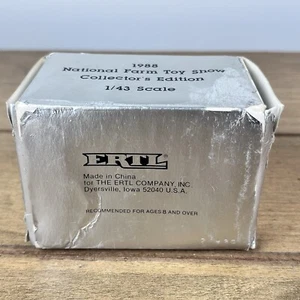 1988
National Farm Toy Show
Collector's Edition
1/43 Scale
ERTL
Made in China
for THE ERTL COMPANY, INC
Dyersville, Iowa 52040 U.S.A.
RECOMMENDED FOR AGES 8 AND OVER